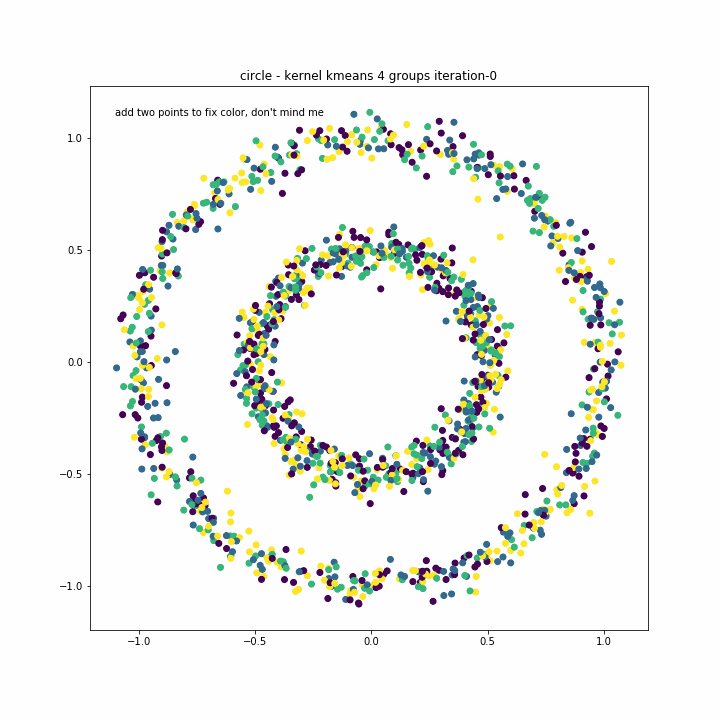 circle - kernel kmeans 4 groups iteration-0
add two points to fix color, don't mind me
1.0
0.5
0.0
−0.5
−1.0
−1.0 −0.5 0.0 0.5 1.0